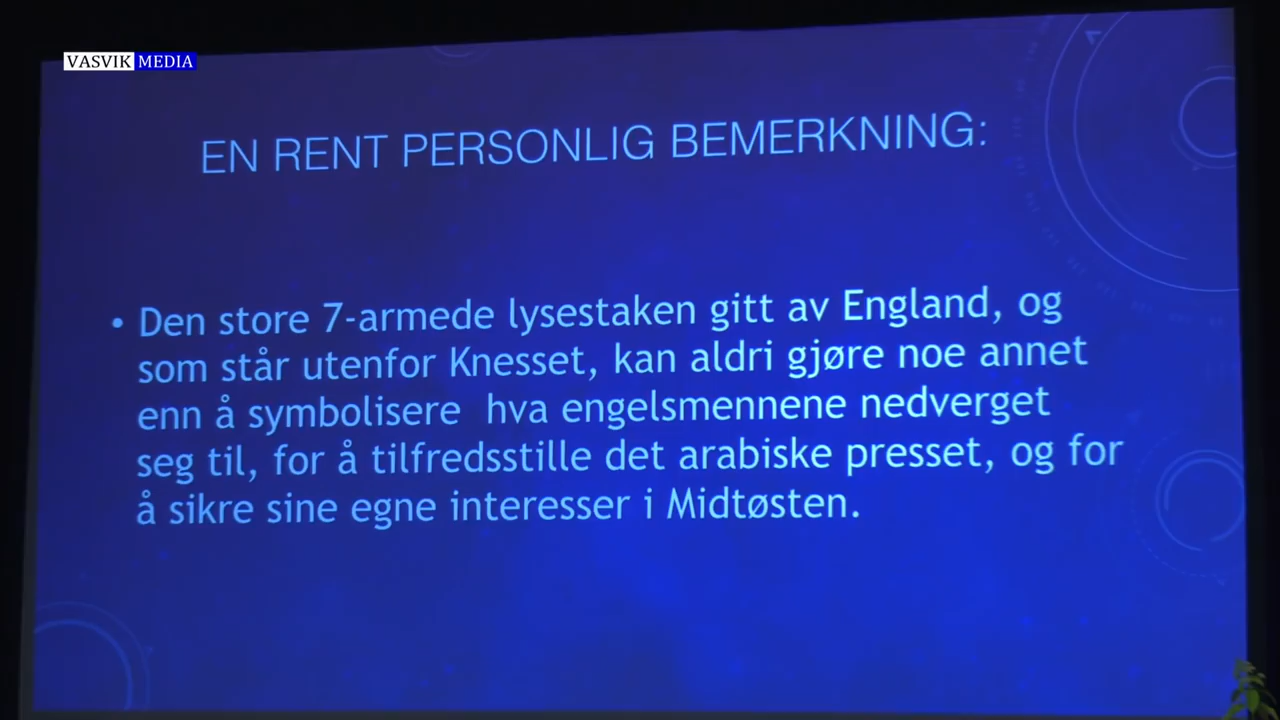 VASVIK MEDIA
EN RENT PERSONLIG BEMERKNING:
• Den store 7-armede lysestaken gitt av England, og
som står utenfor Knesset, kan aldri gjøre noe annet
enn å symbolisere hva engelsmennene nedverget
seg til, for å tilfredsstille det arabiske presset, og for
å sikre sine egne interesser i Midtøsten.